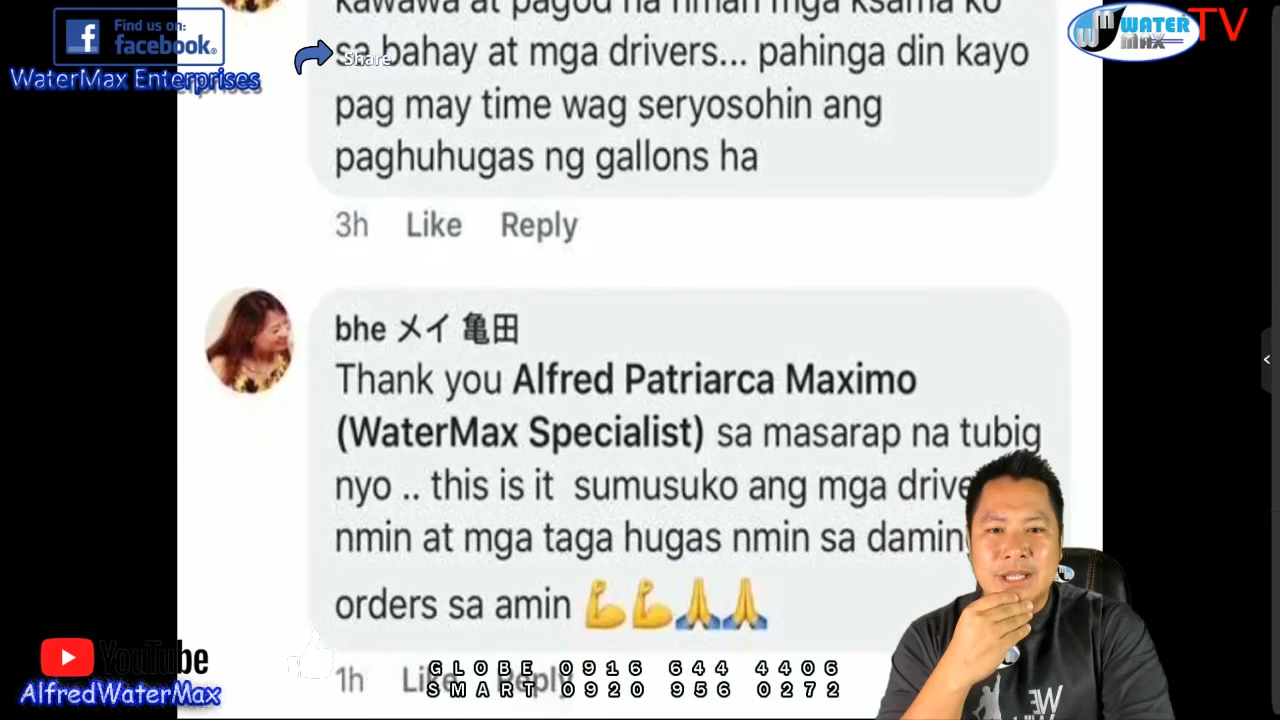 Find us on:
facebook
WaterMax Enterprises
WATER
MAX
TV
kawawa at pagod na nman mga ksama ko
Share
sa bahay at mga drivers... pahinga din kayo
pag may time wag seryosohin ang
paghuhugas ng gallons ha
3h Like Reply
bhe メイ 亀田
Thank you Alfred Patriarca Maximo
(WaterMax Specialist) sa masarap na tubig
nyo .. this is it sumusuko ang mga drive
nmin at mga taga hugas nmin sa damin
orders sa amin 💪💪🙏🙏
1h Like Reply
YouTube
AlfredWaterMax
GLOBE 0916 644 4406
SMART 0920 956 0272
WE